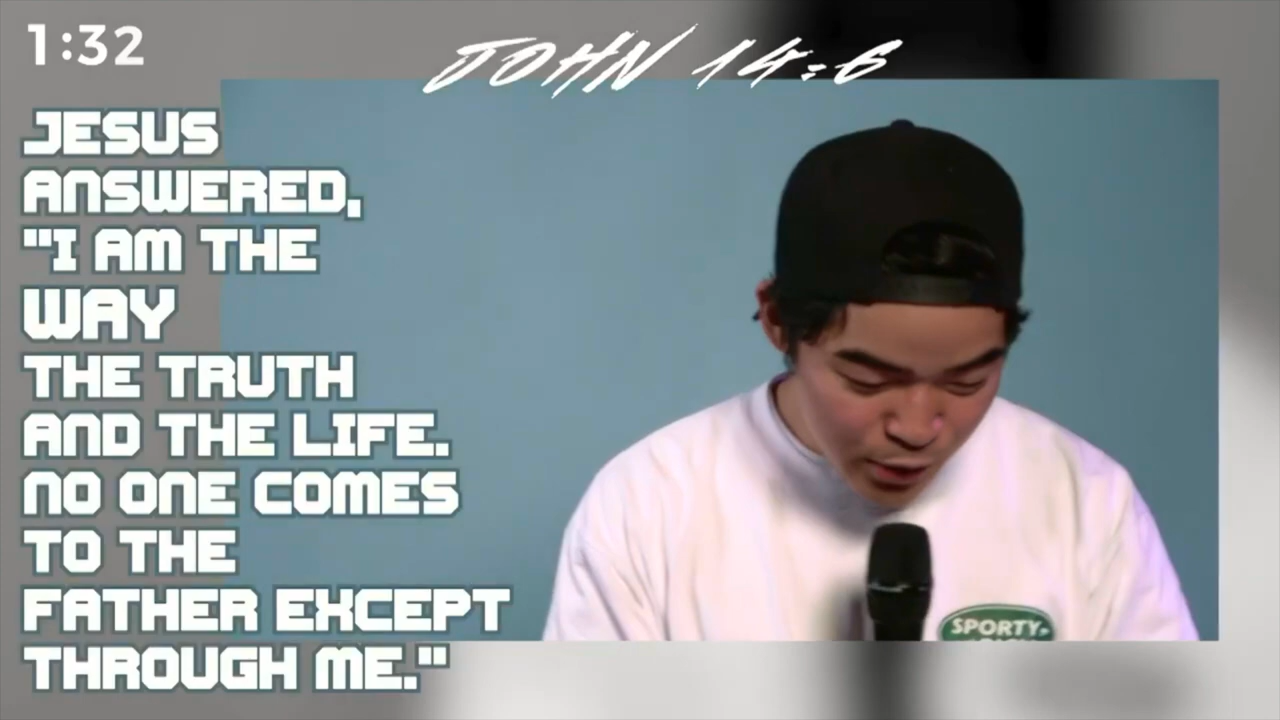 1:32
JOHN 14:6
JESUS
ANSWERED,
"I AM THE
WAY
THE TRUTH
AND THE LIFE.
NO ONE COMES
TO THE
FATHER EXCEPT
THROUGH ME."
SPORTY